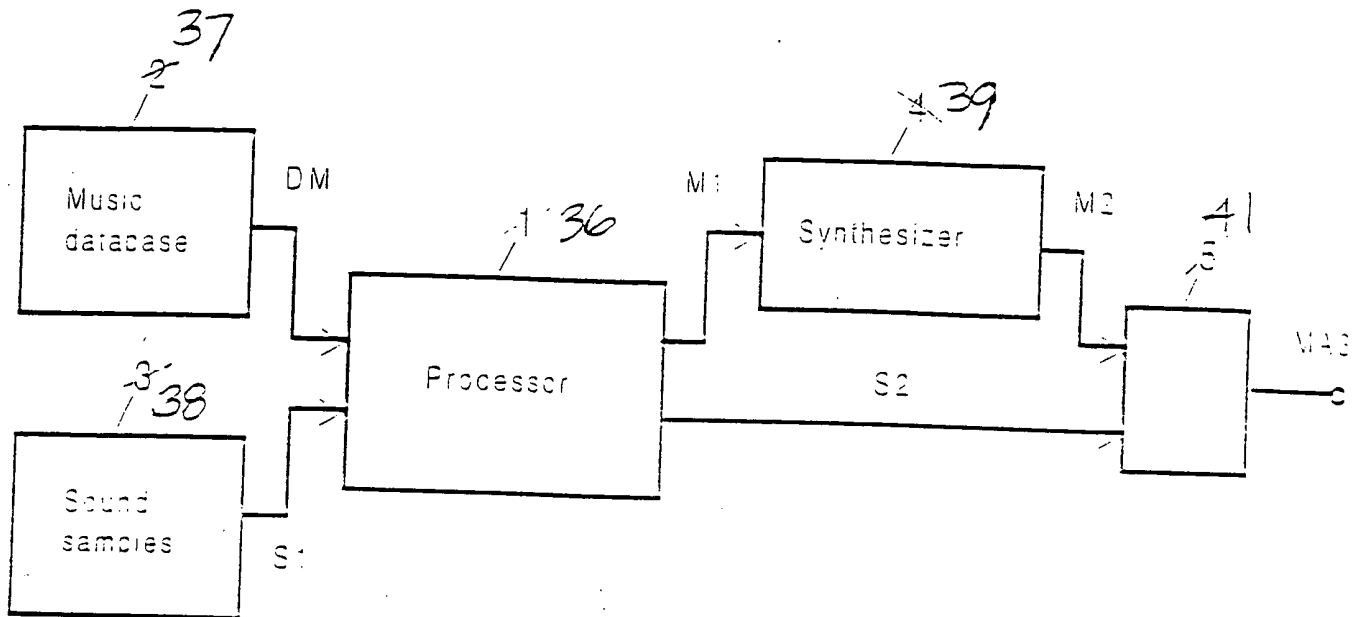 37
2
4 39
DM
M1
Music
datacase
1 36
Synthesizer
M2
41
5
3
38
Processor
S2
Sound
samples
S1